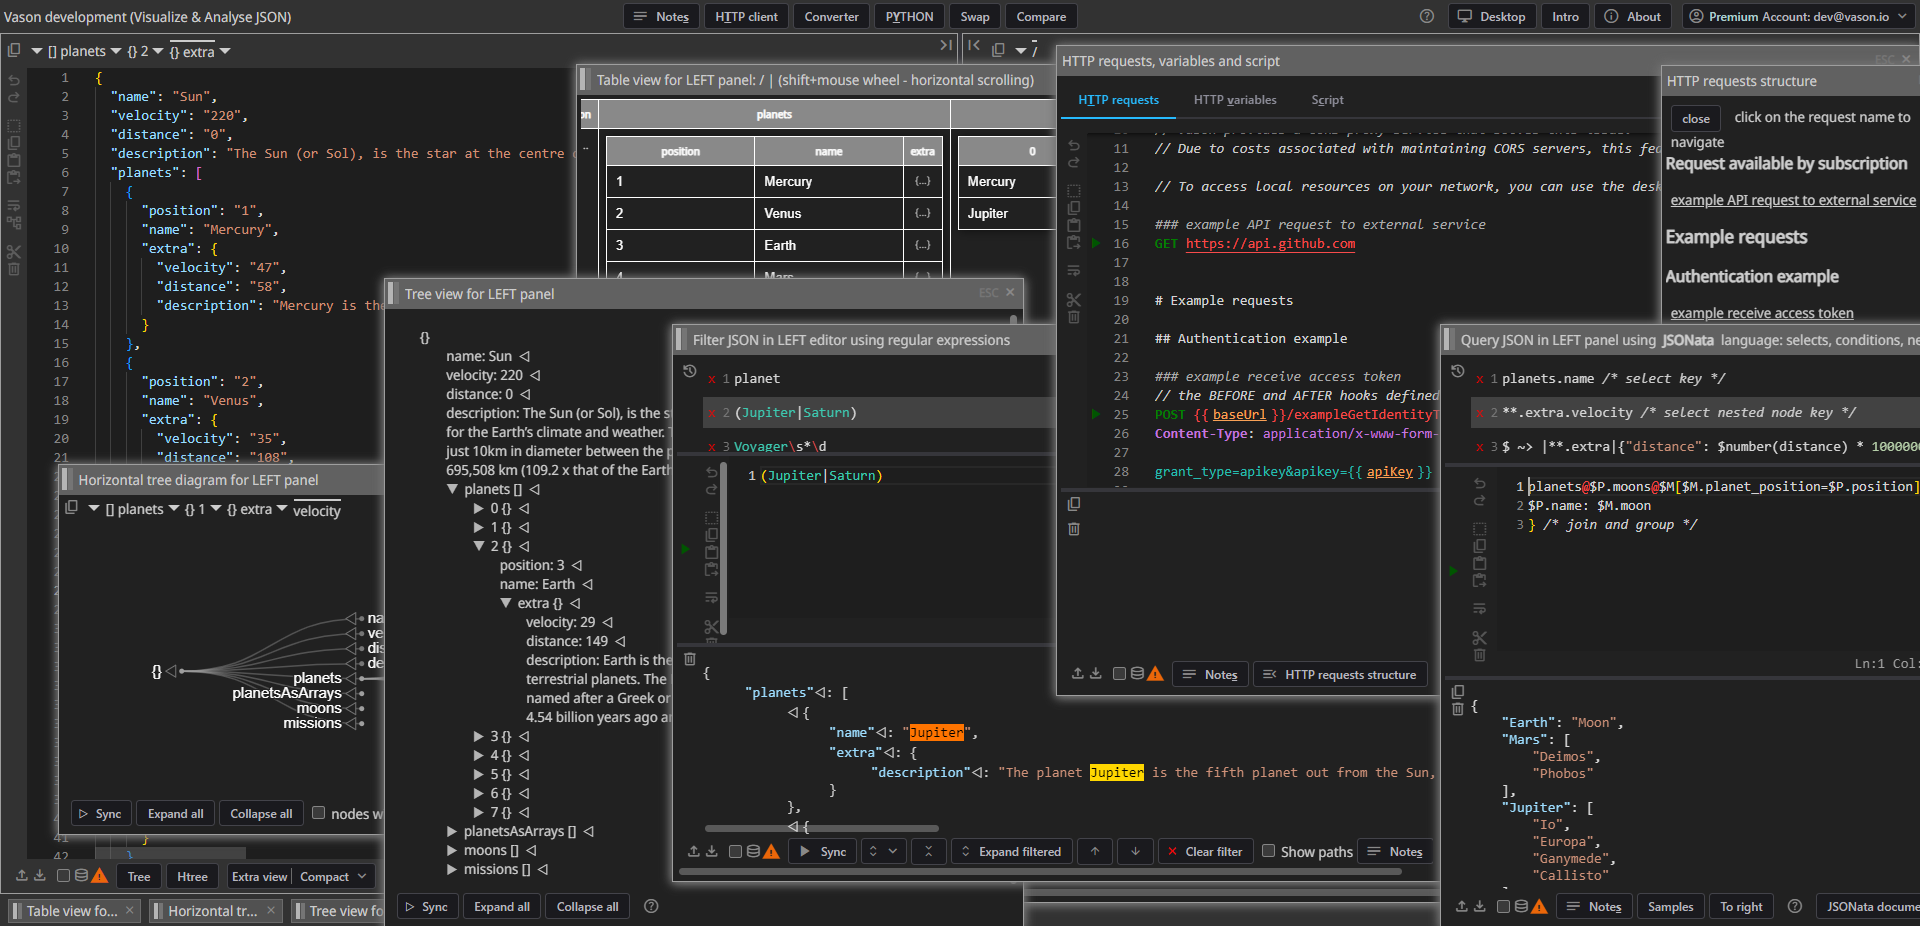 Vason development (Visualize & Analyse JSON)
Notes
HTTP client
Converter
PYTHON
Swap
Compare
Desktop
Intro
About
Premium Account: dev@vason.io
[] planets {} 2 {} extra
1 {
2 "name": "Sun",
3 "velocity": "220",
4 "distance": "0",
5 "description": "The Sun (or Sol), is the star at the centre
6 "planets": [
7 {
8 "position": "1",
9 "name": "Mercury",
10 "extra": {
11 "velocity": "47",
12 "distance": "58",
13 "description": "Mercury is the
14 }
15 },
16 {
17 "position": "2",
18 "name": "Venus",
19 "extra": {
20 "velocity": "35",
21 "distance": "108",
41 }
42 }
Tree
Htree
Extra view
Compact
Table view fo...
Horizontal tr...
Tree view fo
/
Table view for LEFT panel: / | (shift+mouse wheel - horizontal scrolling)
on planets
position name extra 0
1 Mercury {...} Mercury
2 Venus {...} Jupiter
3 Earth {...}
4 Mars
Horizontal tree diagram for LEFT panel
[] planets {} 1 {} extra velocity
{}
na
ve
dis
de
planets
planetsAsArrays
moons
missions
Sync
Expand all
Collapse all
nodes w
Tree view for LEFT panel
ESC
{}
name: Sun
velocity: 220
distance: 0
description: The Sun (or Sol), is the s
for the Earth's climate and weather.
just 10km in diameter between the p
695,508 km (109.2 x that of the Earth
planets []
0 {}
1 {}
2 {}
position: 3
name: Earth
extra {}
velocity: 29
distance: 149
description: Earth is the
terrestrial planets. The
named after a Greek or
4.54 billion years ago a
3 {}
4 {}
5 {}
6 {}
7 {}
planetsAsArrays []
moons []
missions []
Sync
Expand all
Collapse all
Filter JSON in LEFT editor using regular expressions
x 1 planet
x 2 (Jupiter|Saturn)
x 3 Voyager\s*\d
1 (Jupiter|Saturn)
{
"planets": [
{
"name": "Jupiter",
"extra": {
"description": "The planet Jupiter is the fifth planet out from the Sun,
}
},
{
Sync
Expand filtered
Clear filter
Show paths
Notes
HTTP requests, variables and script
ESC
HTTP requests
HTTP variables
Script
11 // Due to costs associated with maintaining CORS servers, this fea
12
13 // To access local resources on your network, you can use the desk
14
15 ### example API request to external service
16 GET https://api.github.com
17
18
19 # Example requests
20
21 ## Authentication example
22
23 ### example receive access token
24 // the BEFORE and AFTER hooks defined
25 POST {{ baseUrl }}/exampleGetIdentityT
26 Content-Type: application/x-www-form-
27
28 grant_type=apikey&apikey={{ apiKey }}
Notes
HTTP requests structure
HTTP requests structure
close click on the request name to
navigate
Request available by subscription
example API request to external service
Example requests
Authentication example
example receive access token
Query JSON in LEFT panel using JSONata language: selects, conditions, ne
x 1 planets.name /* select key */
x 2 **.extra.velocity /* select nested node key */
x 3 $ ~> |**.extra|{"distance": $number(distance) * 1000000
1 planets@$P.moons@$M[$M.planet_position=$P.position]
2 $P.name: $M.moon
3 } /* join and group */
Ln:1 Col:
{
"Earth": "Moon",
"Mars": [
"Deimos",
"Phobos"
],
"Jupiter": [
"Io",
"Europa",
"Ganymede",
"Callisto"
Notes
Samples
To right
JSONata docume